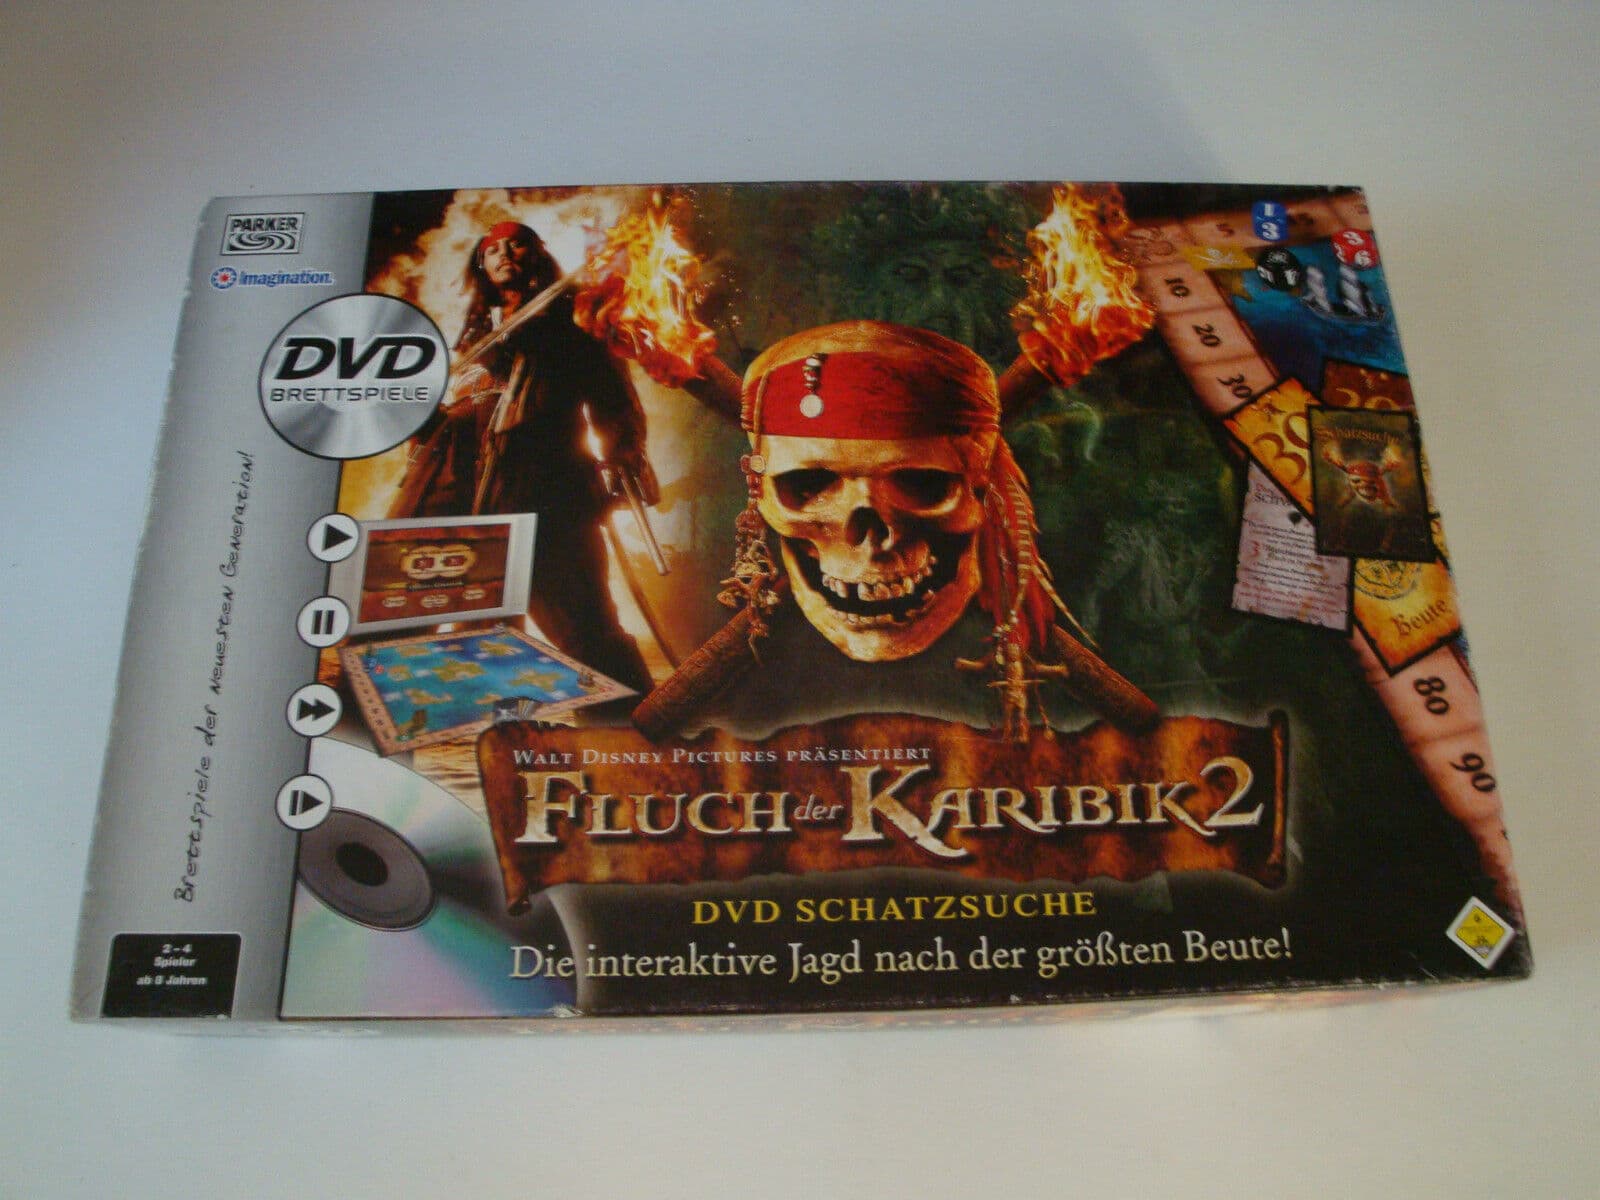 PARKER
Imagination.
DVD
BRETTSPIELE
Brettspiele der neuesten Generation!
2-4
Spieler
ab 8 Jahren
WALT DISNEY PICTURES PRÄSENTIERT
FLUCH der KARIBIK 2
DVD SCHATZSUCHE
Die interaktive Jagd nach der größten Beute!
5
10
20
30
30
Schatzsuche
Beute
80
90